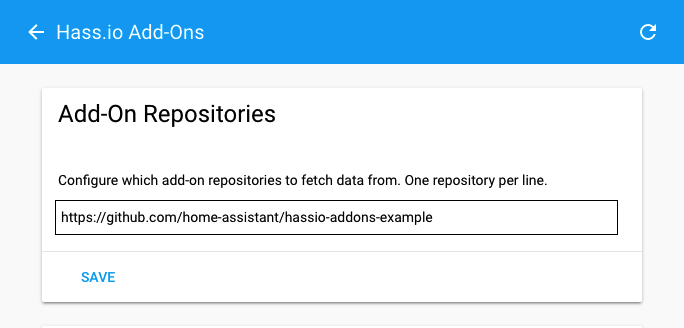 Hass.io Add-Ons
Add-On Repositories
Configure which add-on repositories to fetch data from. One repository per line.
https://github.com/home-assistant/hassio-addons-example
SAVE